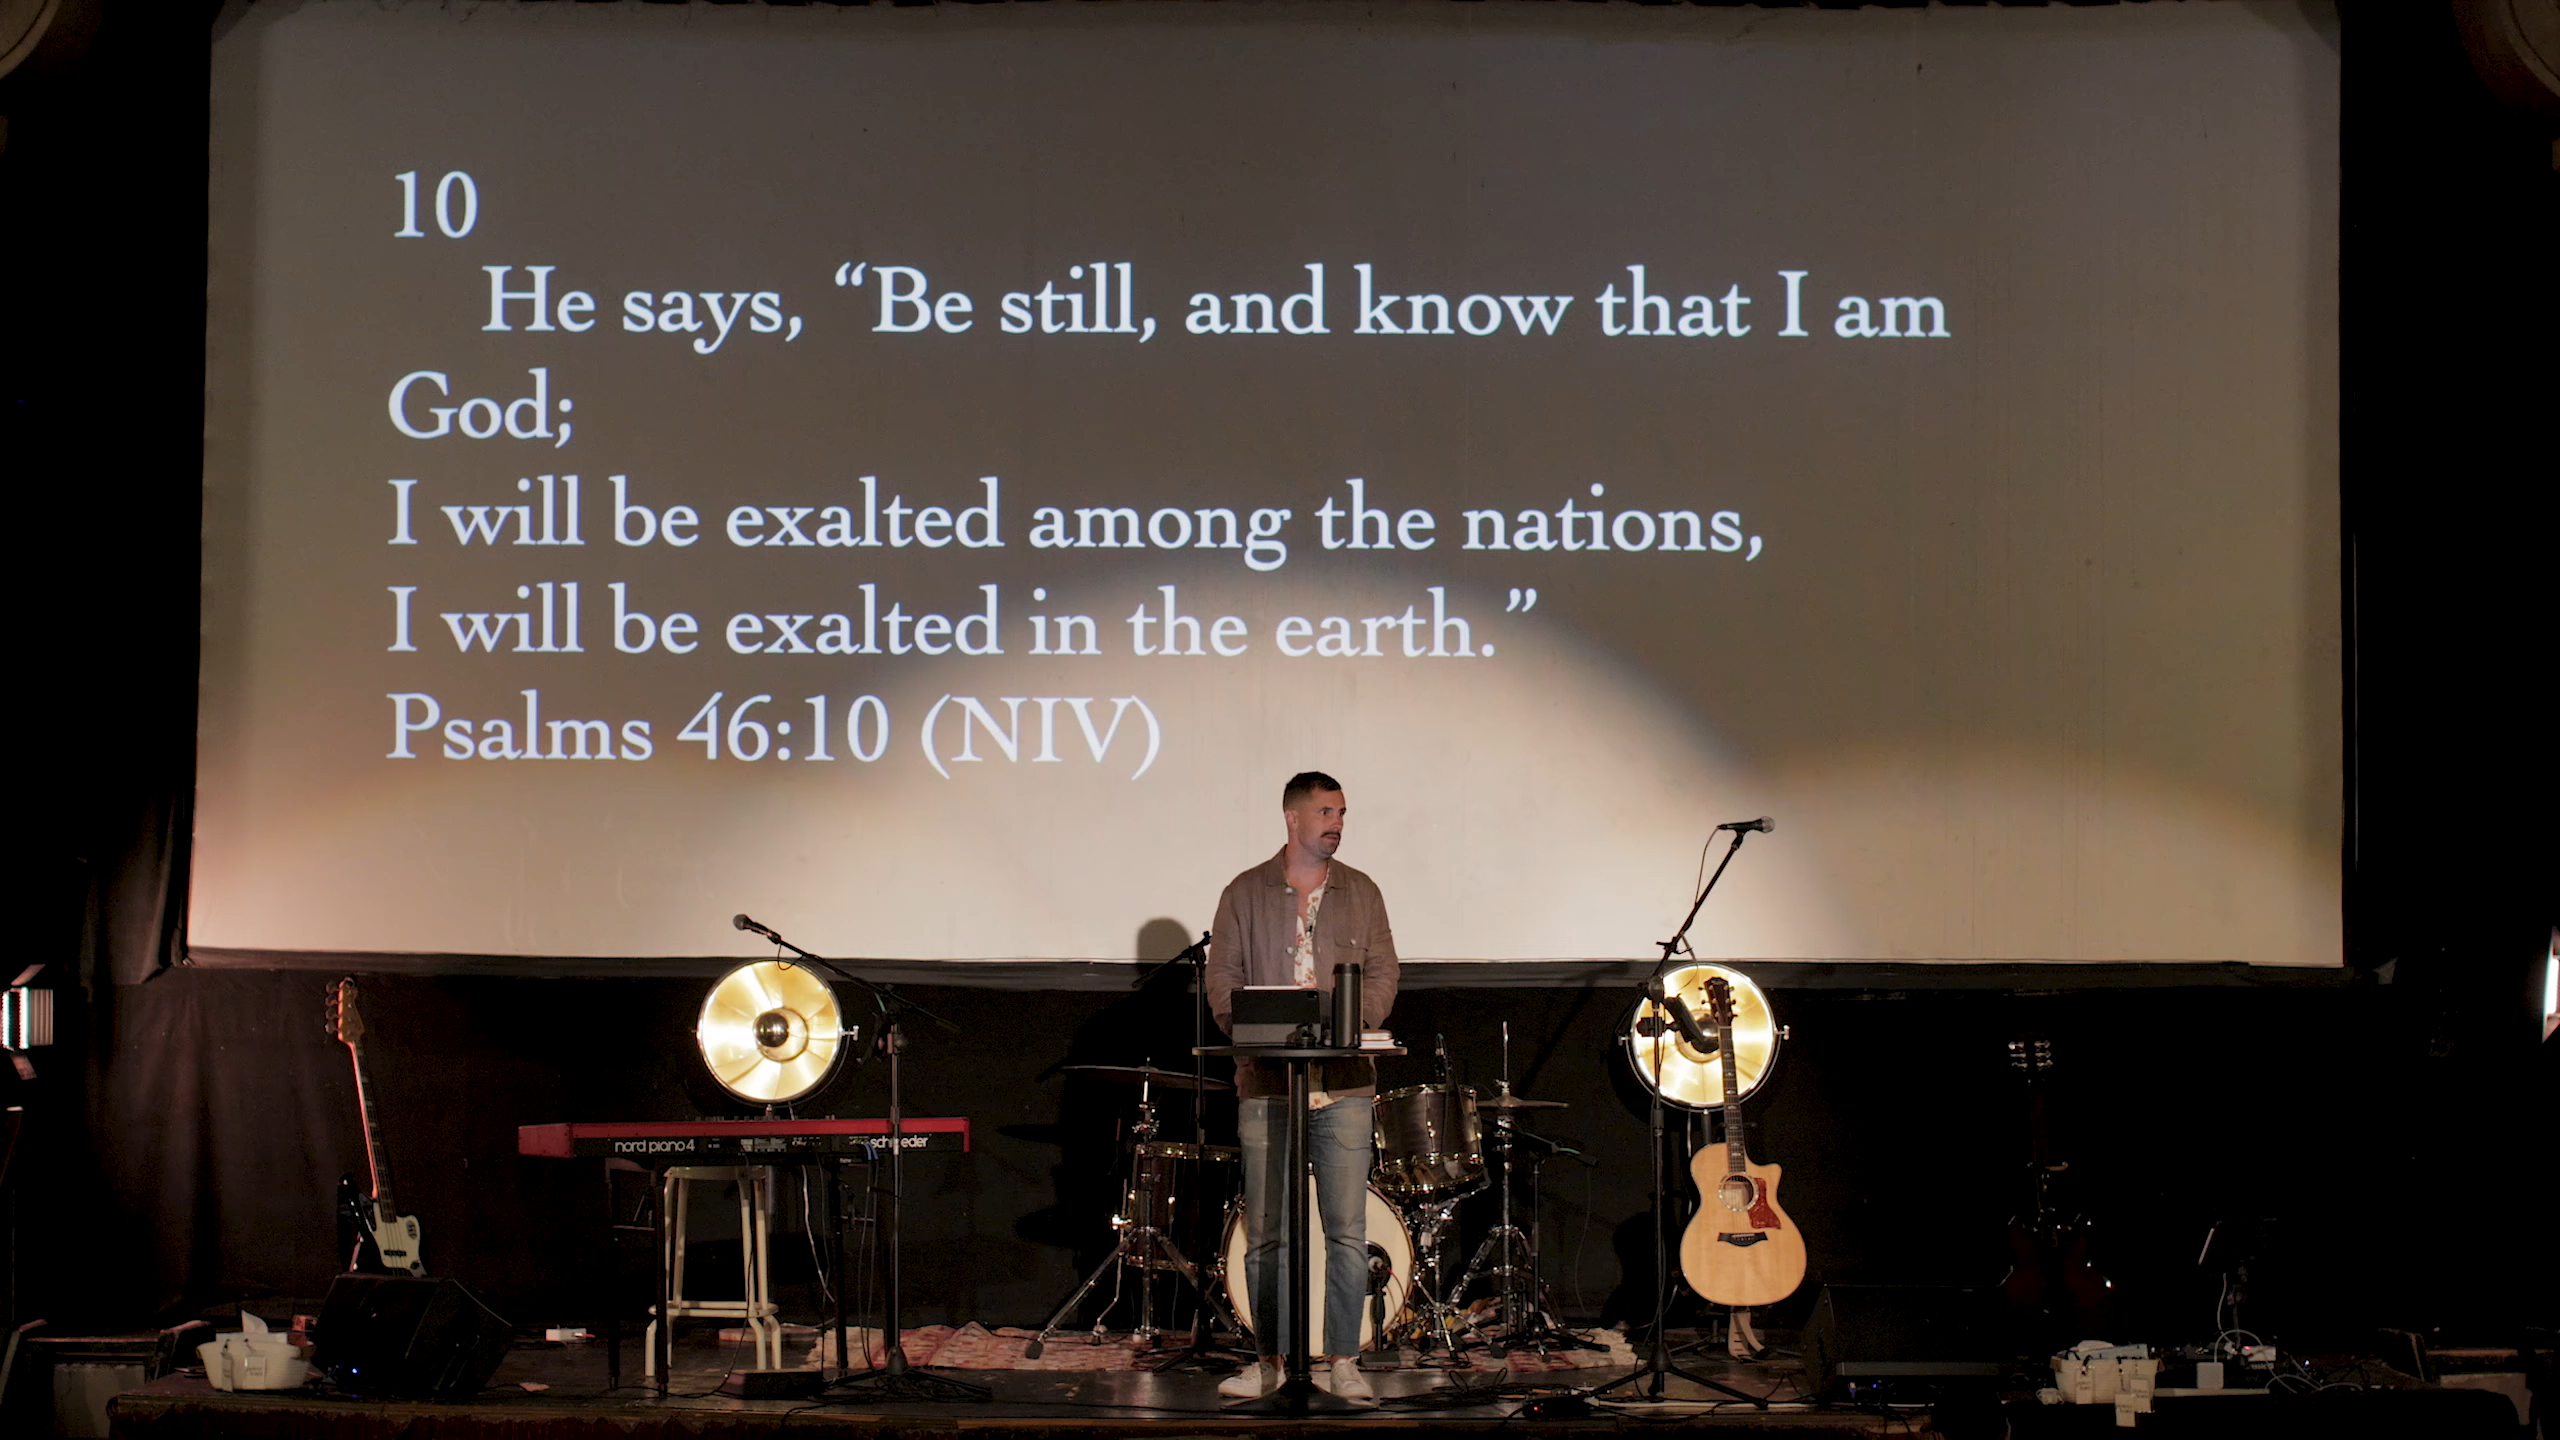 10
He says, “Be still, and know that I am
God;
I will be exalted among the nations,
I will be exalted in the earth.”
Psalms 46:10 (NIV)
nord piano 4